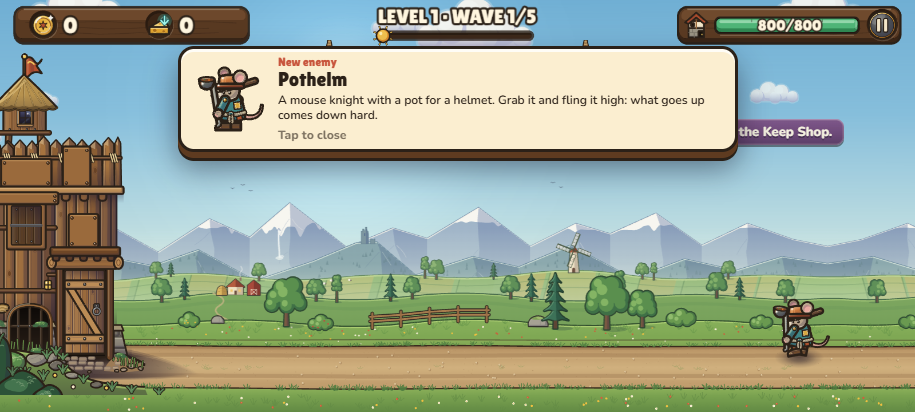 0
0
LEVEL 1 · WAVE 1/5
800/800
New enemy
Pothelm
A mouse knight with a pot for a helmet. Grab it and fling it high: what goes up
comes down hard.
Tap to close
the Keep Shop.